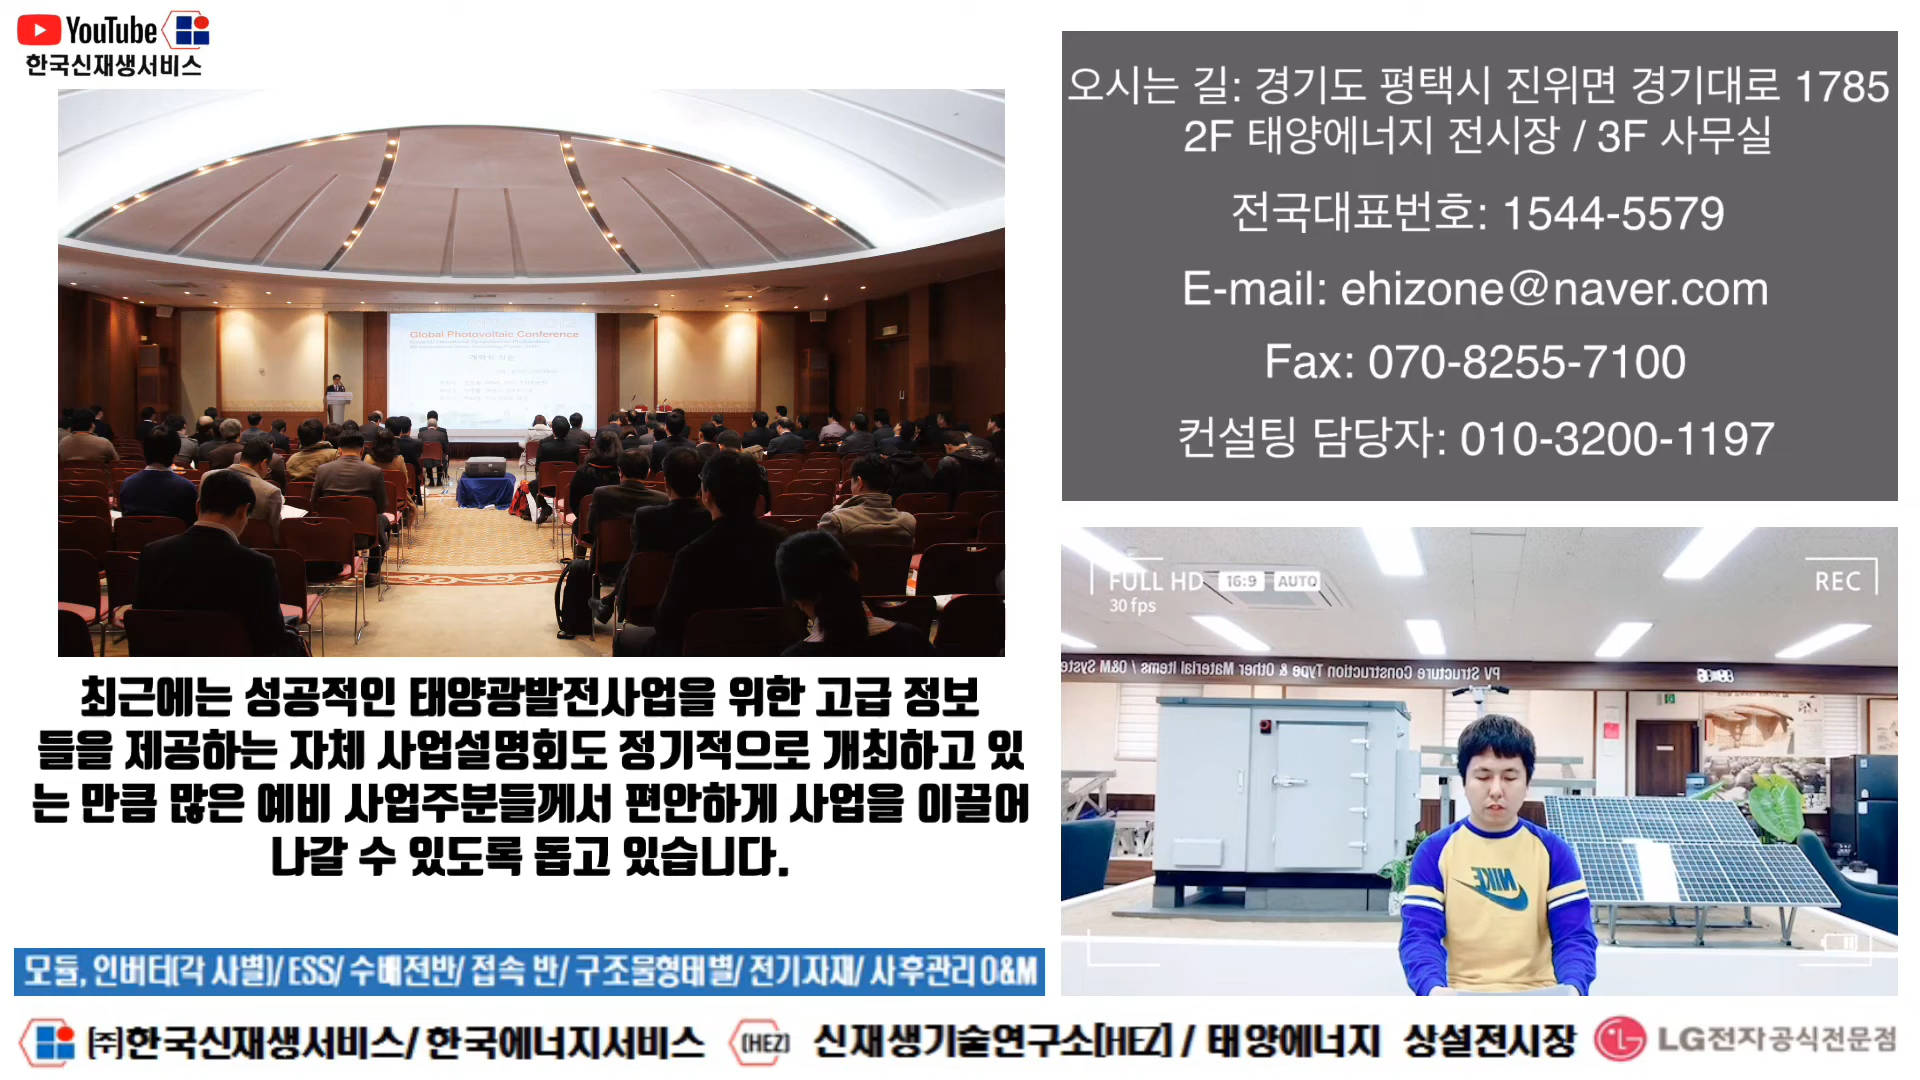 YouTube
한국신재생서비스
오시는 길: 경기도 평택시 진위면 경기대로 1785
2F 태양에너지 전시장 / 3F 사무실
전국대표번호: 1544-5579
E-mail: ehizone@naver.com
Fax: 070-8255-7100
컨설팅 담당자: 010-3200-1197
Global Photovoltaic Conference
FULL HD 16:9 AUTO
30 fps
REC
PV Structure Construction Type & Other Material Items / O&M Syste
NIKE
최근에는 성공적인 태양광발전사업을 위한 고급 정보
들을 제공하는 자체 사업설명회도 정기적으로 개최하고 있
는 만큼 많은 예비 사업주분들께서 편안하게 사업을 이끌어
나갈 수 있도록 돕고 있습니다.
모듈, 인버터(각 사별)/ ESS/ 수배전반/ 접속 반/ 구조물형태별/ 전기자재/ 사후관리 O&M
㈜한국신재생서비스/ 한국에너지서비스 (HEZ) 신재생기술연구소[HEZ] / 태양에너지 상설전시장 LG전자 공식전문점